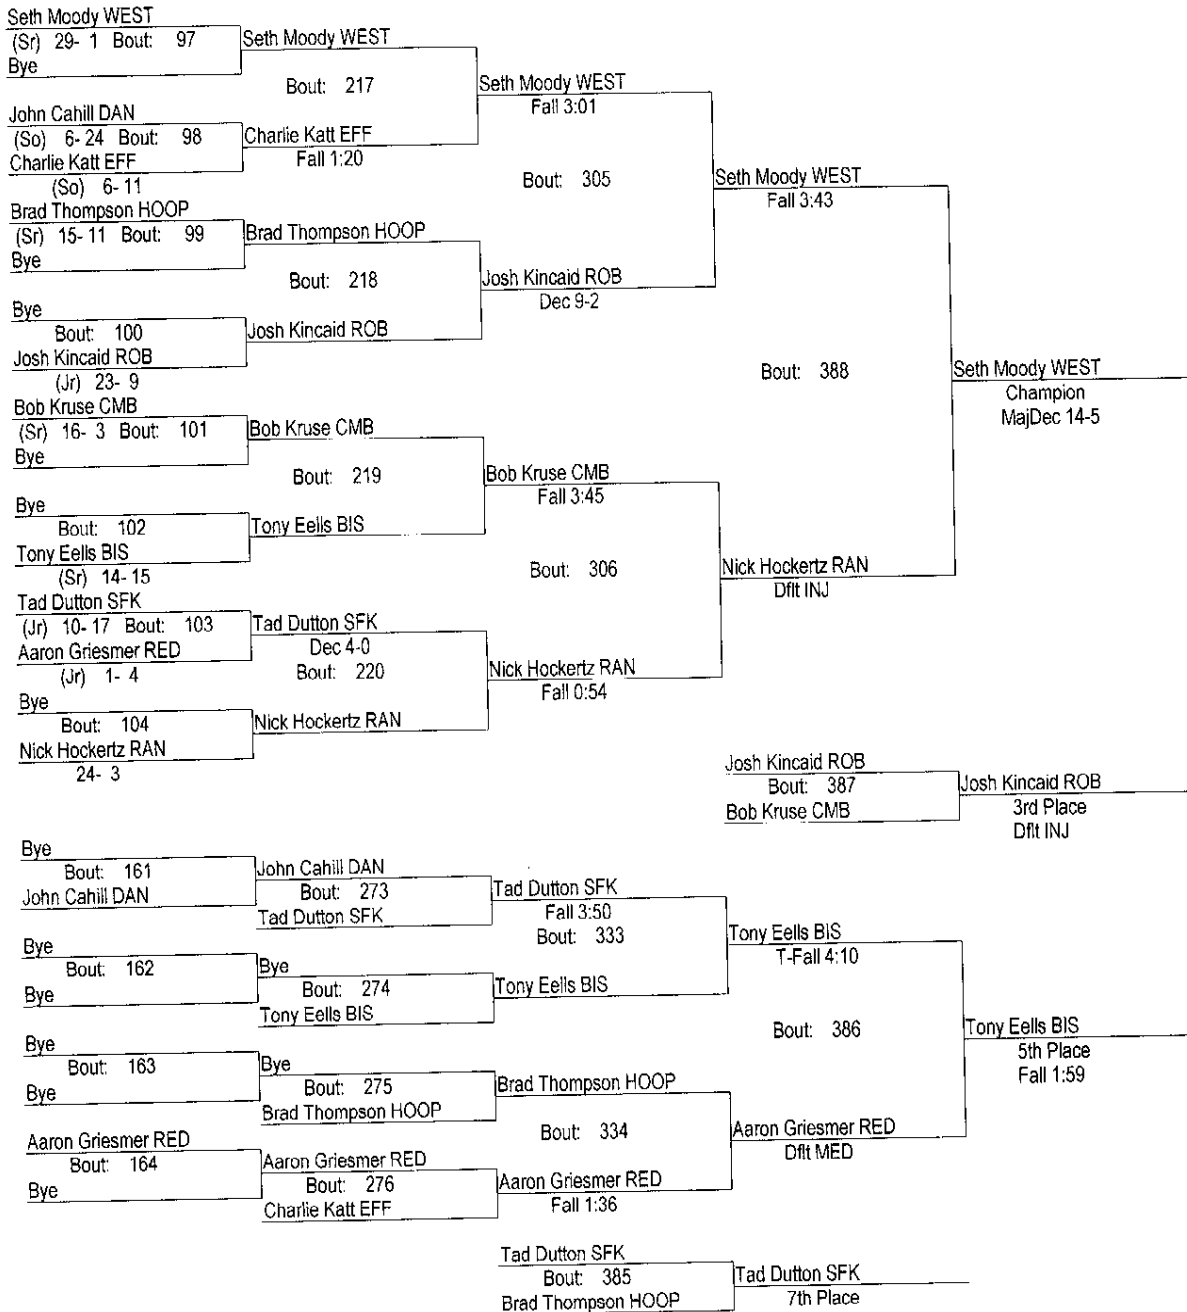 Seth Moody WEST
(Sr) 29- 1 Bout: 97
Bye
Seth Moody WEST
Bout: 217
John Cahill DAN
(So) 6- 24 Bout: 98
Charlie Katt EFF
(So) 6- 11
Charlie Katt EFF
Fall 1:20
Seth Moody WEST
Fall 3:01
Bout: 305
Brad Thompson HOOP
(Sr) 15- 11 Bout: 99
Bye
Brad Thompson HOOP
Bout: 218
Bye
Bout: 100
Josh Kincaid ROB
(Jr) 23- 9
Josh Kincaid ROB
Josh Kincaid ROB
Dec 9-2
Seth Moody WEST
Fall 3:43
Bout: 388
Seth Moody WEST
Champion
MajDec 14-5
Bob Kruse CMB
(Sr) 16- 3 Bout: 101
Bye
Bob Kruse CMB
Bout: 219
Bye
Bout: 102
Tony Eells BIS
(Sr) 14- 15
Tony Eells BIS
Bob Kruse CMB
Fall 3:45
Bout: 306
Tad Dutton SFK
(Jr) 10- 17 Bout: 103
Aaron Griesmer RED
(Jr) 1- 4
Tad Dutton SFK
Dec 4-0
Bout: 220
Bye
Bout: 104
Nick Hockertz RAN
24- 3
Nick Hockertz RAN
Nick Hockertz RAN
Fall 0:54
Nick Hockertz RAN
Dflt INJ
Josh Kincaid ROB
Bout: 387
Bob Kruse CMB
Josh Kincaid ROB
3rd Place
Dflt INJ
Bye
Bout: 161
John Cahill DAN
John Cahill DAN
Bout: 273
Tad Dutton SFK
Tad Dutton SFK
Fall 3:50
Bout: 333
Bye
Bout: 162
Bye
Bye
Bout: 274
Tony Eells BIS
Tony Eells BIS
Tony Eells BIS
T-Fall 4:10
Bout: 386
Tony Eells BIS
5th Place
Fall 1:59
Bye
Bout: 163
Bye
Bye
Bout: 275
Brad Thompson HOOP
Brad Thompson HOOP
Bout: 334
Aaron Griesmer RED
Bout: 164
Bye
Aaron Griesmer RED
Bout: 276
Charlie Katt EFF
Aaron Griesmer RED
Fall 1:36
Aaron Griesmer RED
Dflt MED
Tad Dutton SFK
Bout: 385
Brad Thompson HOOP
Tad Dutton SFK
7th Place